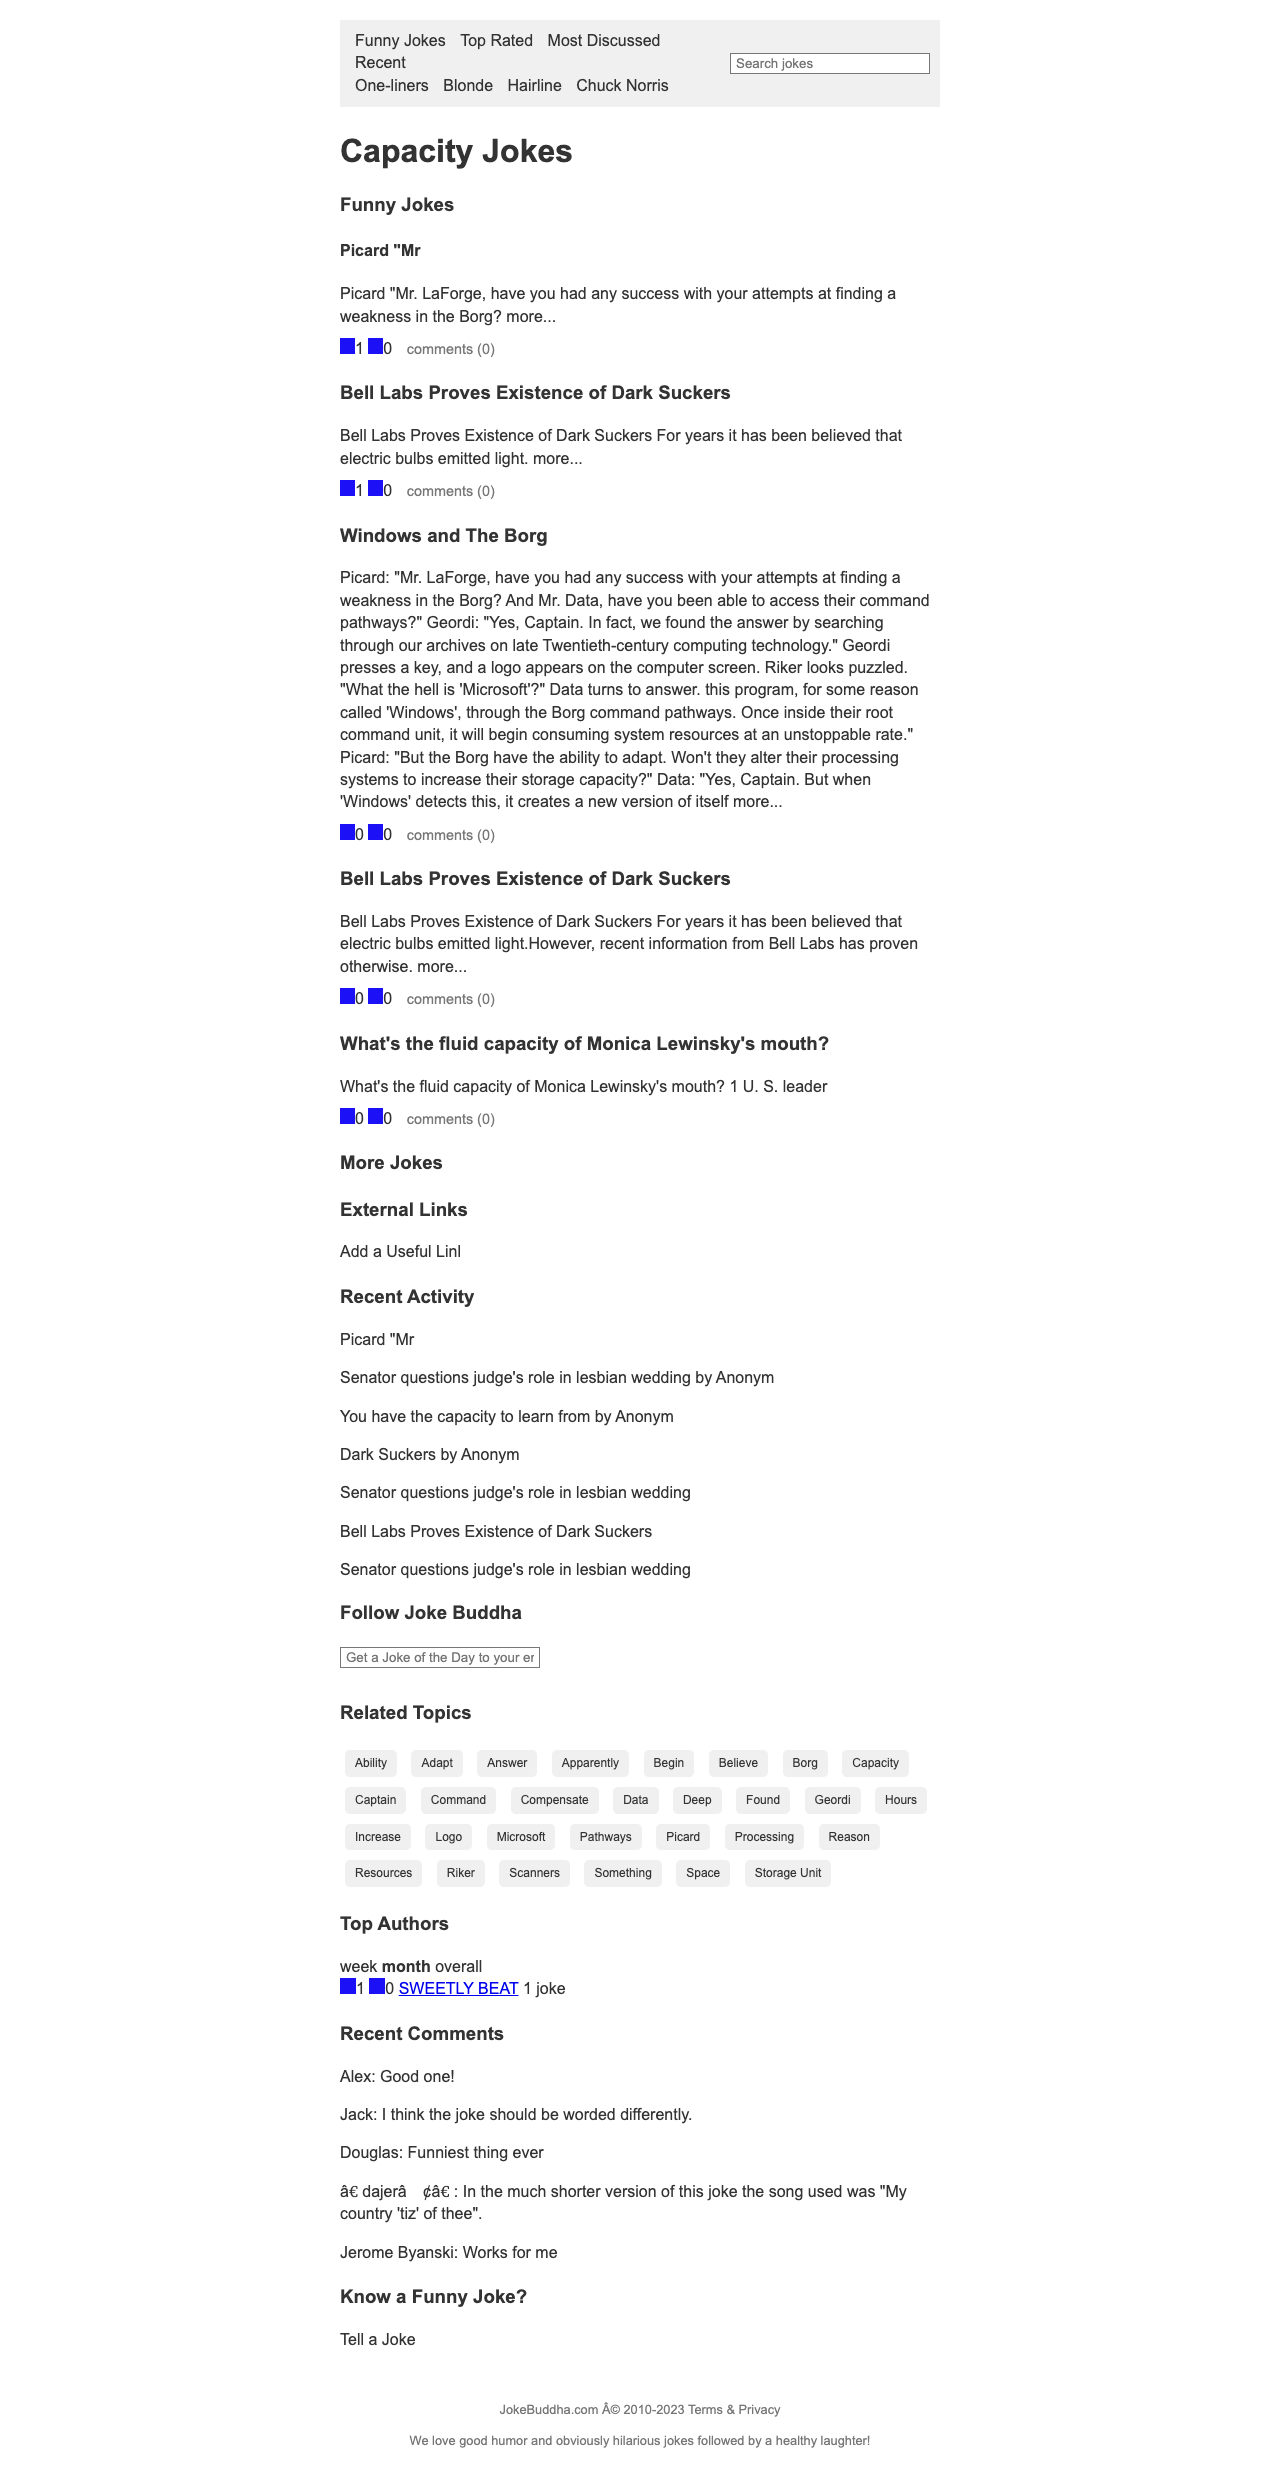 Funny Jokes Top Rated Most Discussed
Recent
One-liners Blonde Hairline Chuck Norris
Search jokes
Capacity Jokes
Funny Jokes
Picard "Mr
Picard "Mr. LaForge, have you had any success with your attempts at finding a
weakness in the Borg? more...
1 0 comments (0)
Bell Labs Proves Existence of Dark Suckers
Bell Labs Proves Existence of Dark Suckers For years it has been believed that
electric bulbs emitted light. more...
1 0 comments (0)
Windows and The Borg
Picard: "Mr. LaForge, have you had any success with your attempts at finding a
weakness in the Borg? And Mr. Data, have you been able to access their command
pathways?" Geordi: "Yes, Captain. In fact, we found the answer by searching
through our archives on late Twentieth-century computing technology." Geordi
presses a key, and a logo appears on the computer screen. Riker looks puzzled.
"What the hell is 'Microsoft'?" Data turns to answer. this program, for some reason
called 'Windows', through the Borg command pathways. Once inside their root
command unit, it will begin consuming system resources at an unstoppable rate."
Picard: "But the Borg have the ability to adapt. Won't they alter their processing
systems to increase their storage capacity?" Data: "Yes, Captain. But when
'Windows' detects this, it creates a new version of itself more...
0 0 comments (0)
Bell Labs Proves Existence of Dark Suckers
Bell Labs Proves Existence of Dark Suckers For years it has been believed that
electric bulbs emitted light.However, recent information from Bell Labs has proven
otherwise. more...
0 0 comments (0)
What's the fluid capacity of Monica Lewinsky's mouth?
What's the fluid capacity of Monica Lewinsky's mouth? 1 U. S. leader
0 0 comments (0)
More Jokes
External Links
Add a Useful Linl
Recent Activity
Picard "Mr
Senator questions judge's role in lesbian wedding by Anonym
You have the capacity to learn from by Anonym
Dark Suckers by Anonym
Senator questions judge's role in lesbian wedding
Bell Labs Proves Existence of Dark Suckers
Senator questions judge's role in lesbian wedding
Follow Joke Buddha
Get a Joke of the Day to your er
Related Topics
Ability Adapt Answer Apparently Begin Believe Borg Capacity
Captain Command Compensate Data Deep Found Geordi Hours
Increase Logo Microsoft Pathways Picard Processing Reason
Resources Riker Scanners Something Space Storage Unit
Top Authors
week month overall
1 0 SWEETLY BEAT 1 joke
Recent Comments
Alex: Good one!
Jack: I think the joke should be worded differently.
Douglas: Funniest thing ever
â€ dajerâ ¢â€ : In the much shorter version of this joke the song used was "My
country 'tiz' of thee".
Jerome Byanski: Works for me
Know a Funny Joke?
Tell a Joke
JokeBuddha.com Â© 2010-2023 Terms & Privacy
We love good humor and obviously hilarious jokes followed by a healthy laughter!